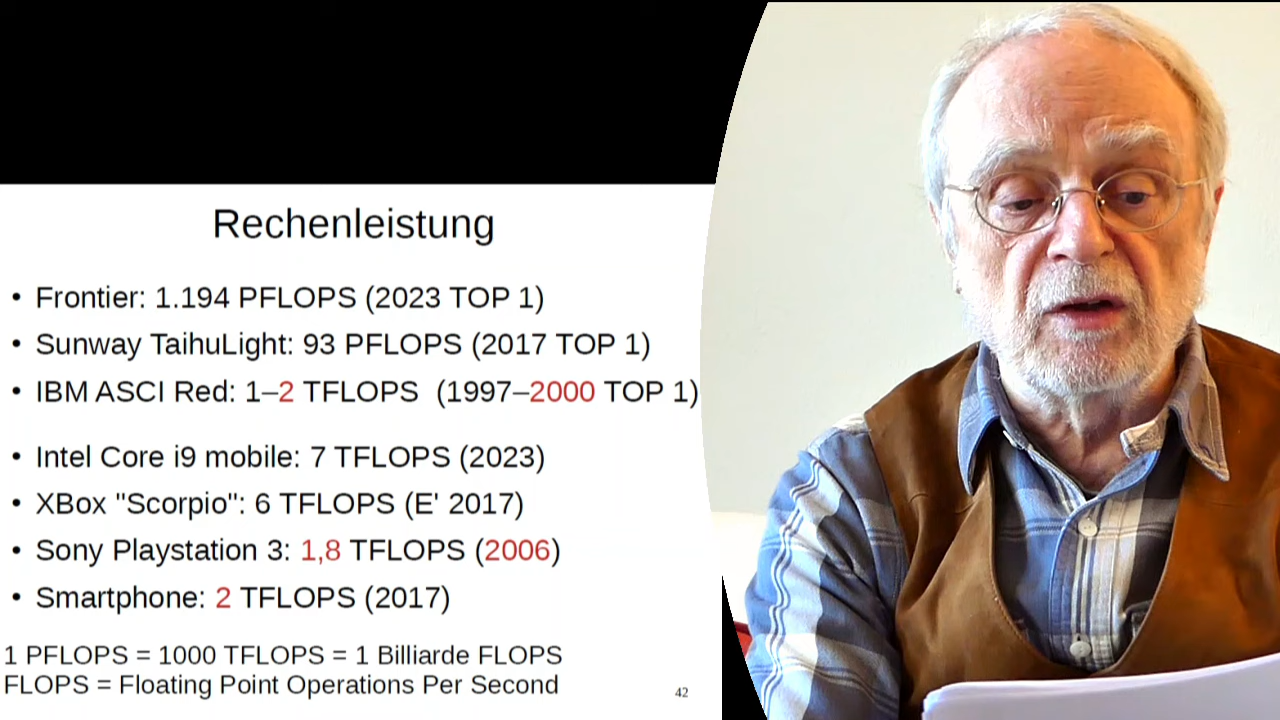 Rechenleistung
• Frontier: 1.194 PFLOPS (2023 TOP 1)
• Sunway TaihuLight: 93 PFLOPS (2017 TOP 1)
• IBM ASCI Red: 1–2 TFLOPS (1997–2000 TOP 1)
• Intel Core i9 mobile: 7 TFLOPS (2023)
• XBox "Scorpio": 6 TFLOPS (E' 2017)
• Sony Playstation 3: 1,8 TFLOPS (2006)
• Smartphone: 2 TFLOPS (2017)
1 PFLOPS = 1000 TFLOPS = 1 Billiarde FLOPS
FLOPS = Floating Point Operations Per Second
42